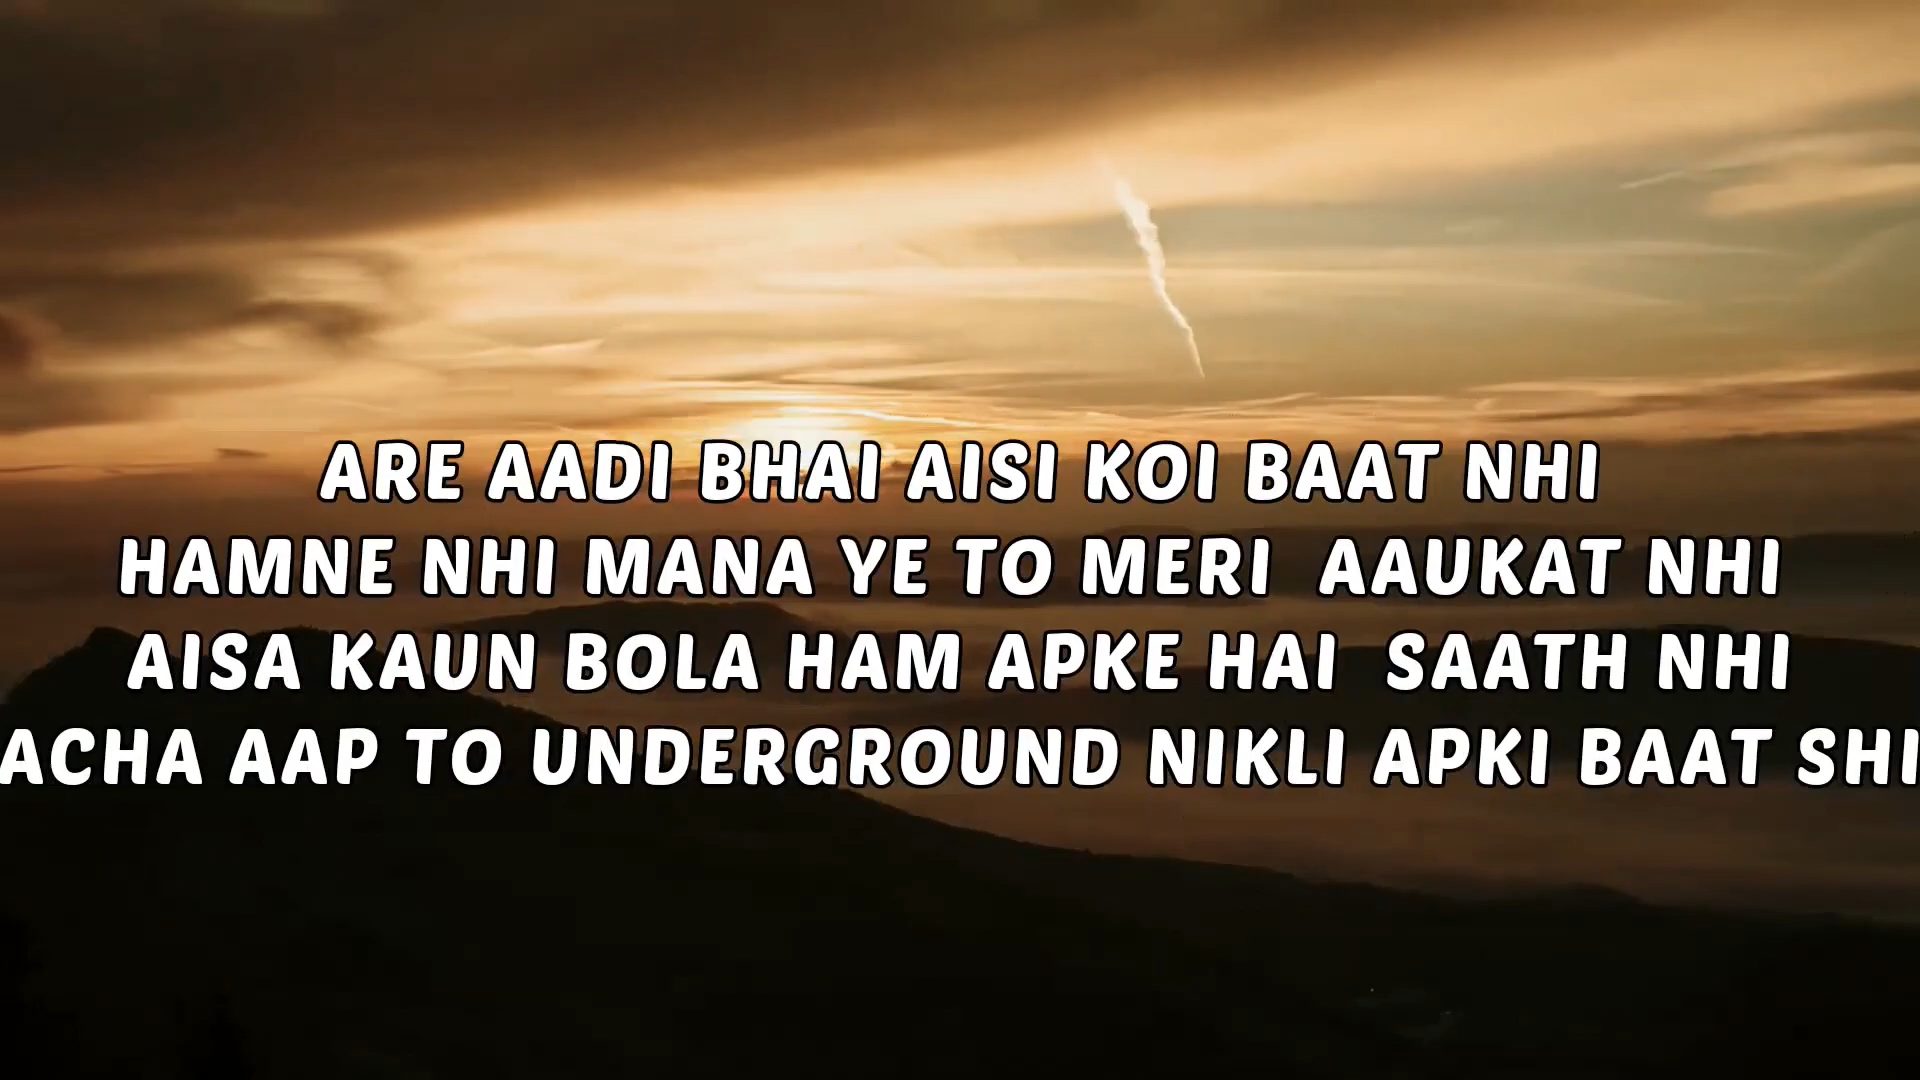 ARE AADI BHAI AISI KOI BAAT NHI
HAMNE NHI MANA YE TO MERI AAUKAT NHI
AISA KAUN BOLA HAM APKE HAI SAATH NHI
ACHA AAP TO UNDERGROUND NIKLI APKI BAAT SHI